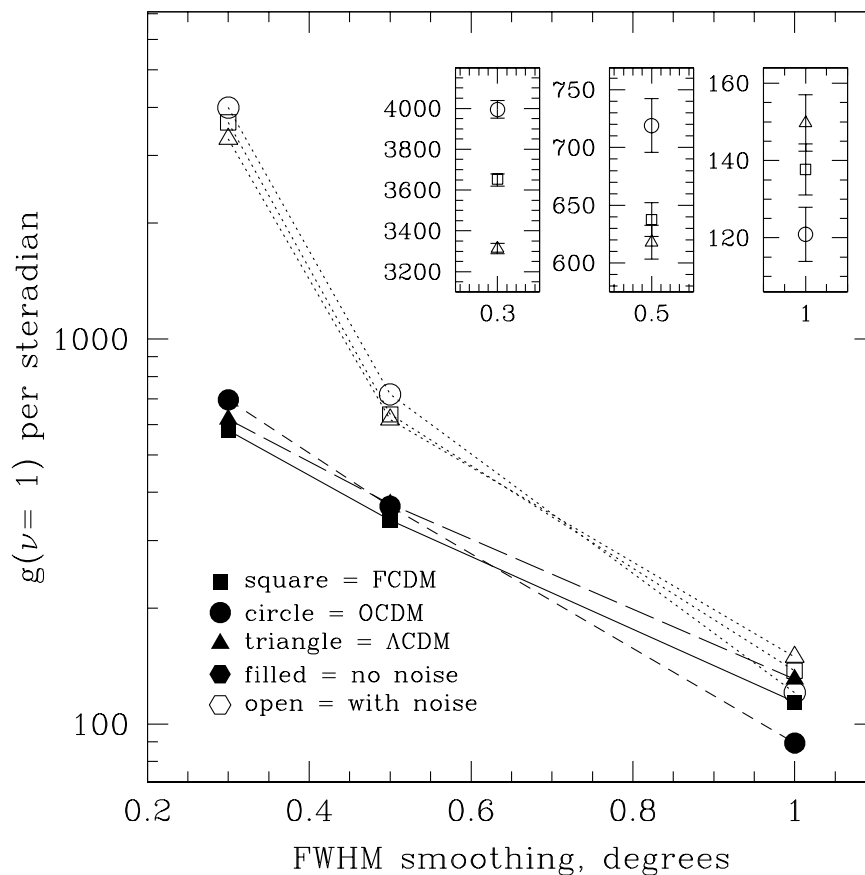 g(ν= 1) per steradian
1000
100
4000
3800
3600
3400
3200
0.3
750
700
650
600
0.5
160
140
120
1
square = FCDM
circle = OCDM
triangle = ΛCDM
filled = no noise
open = with noise
0.2 0.4 0.6 0.8 1
FWHM smoothing, degrees